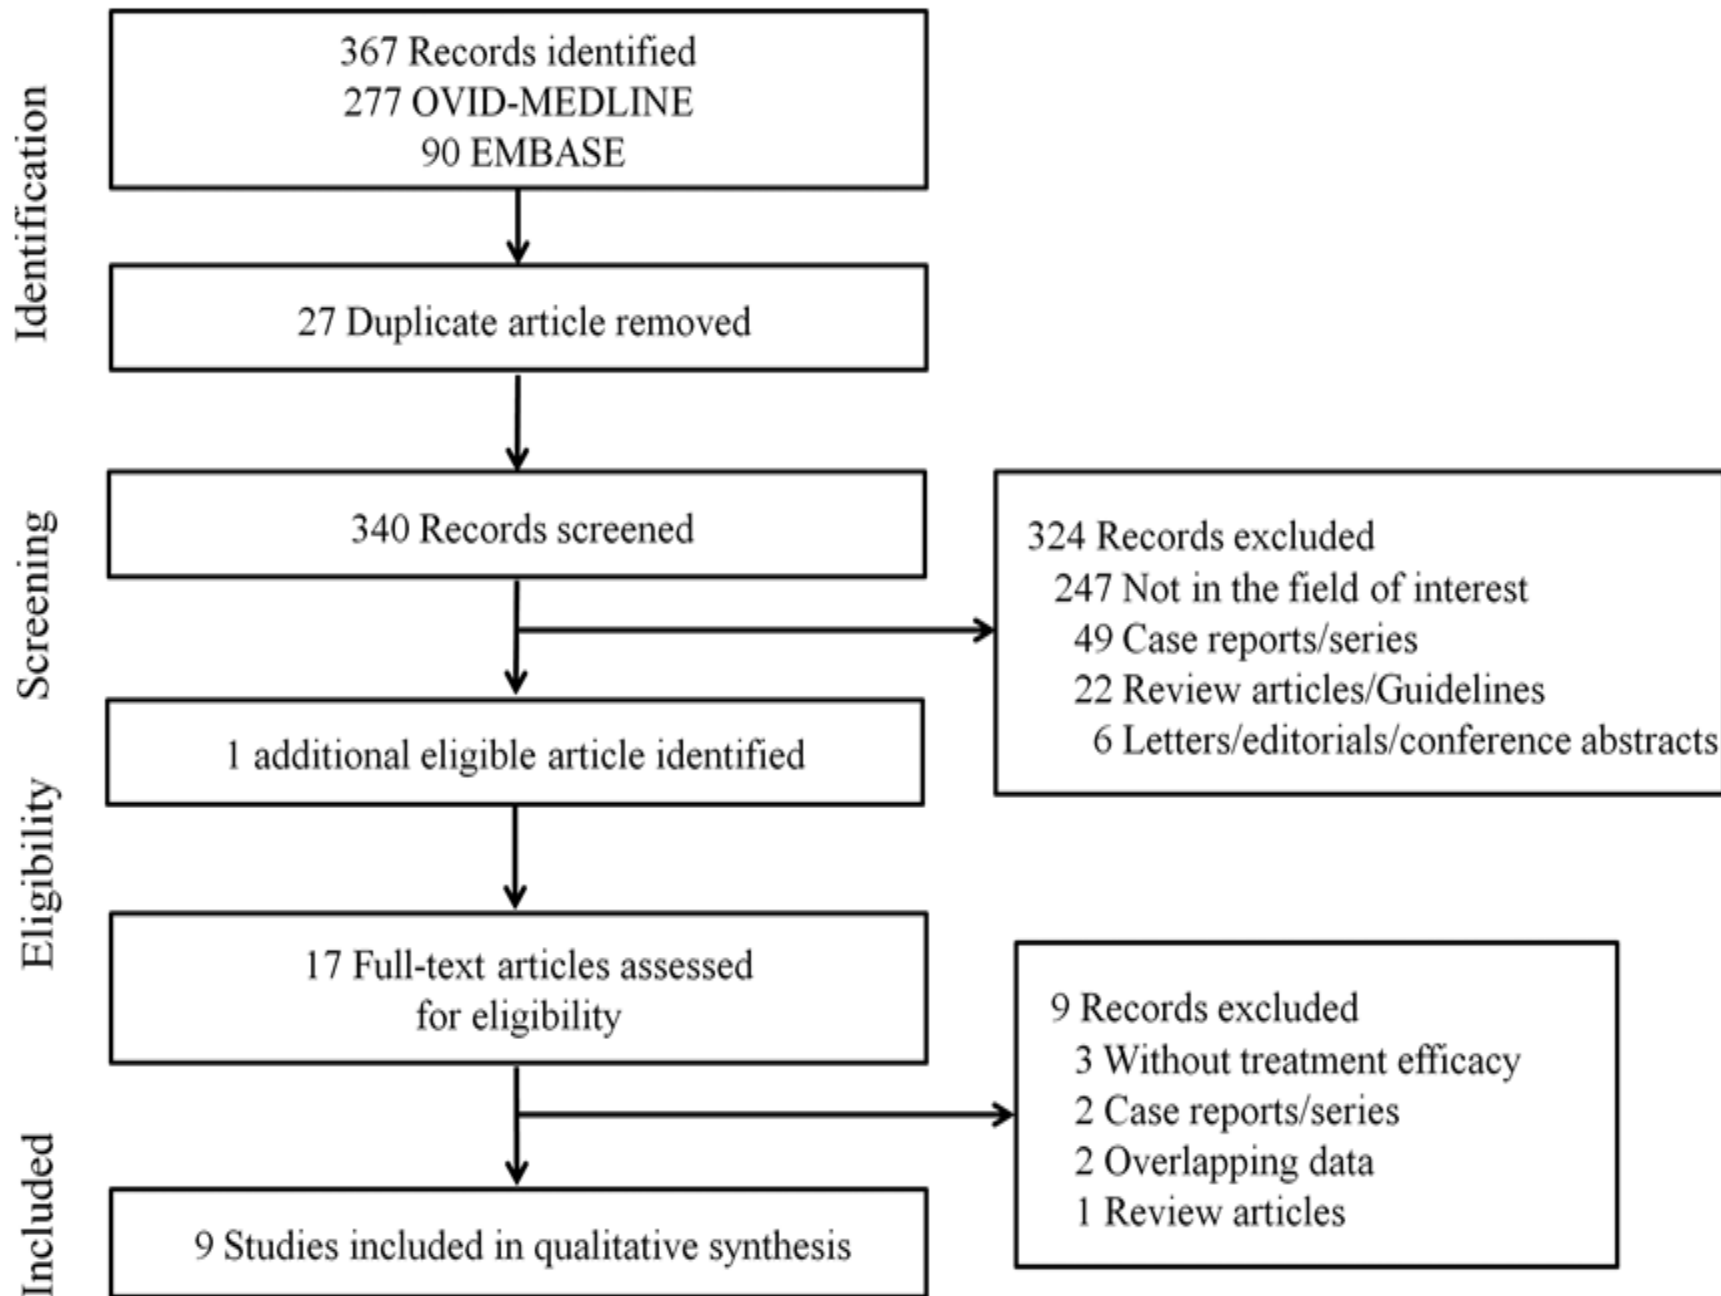 Identification
367 Records identified
277 OVID-MEDLINE
90 EMBASE
27 Duplicate article removed
Screening
340 Records screened
324 Records excluded
247 Not in the field of interest
49 Case reports/series
22 Review articles/Guidelines
6 Letters/editorials/conference abstracts
1 additional eligible article identified
Eligibility
17 Full-text articles assessed
for eligibility
9 Records excluded
3 Without treatment efficacy
2 Case reports/series
2 Overlapping data
1 Review articles
Included
9 Studies included in qualitative synthesis